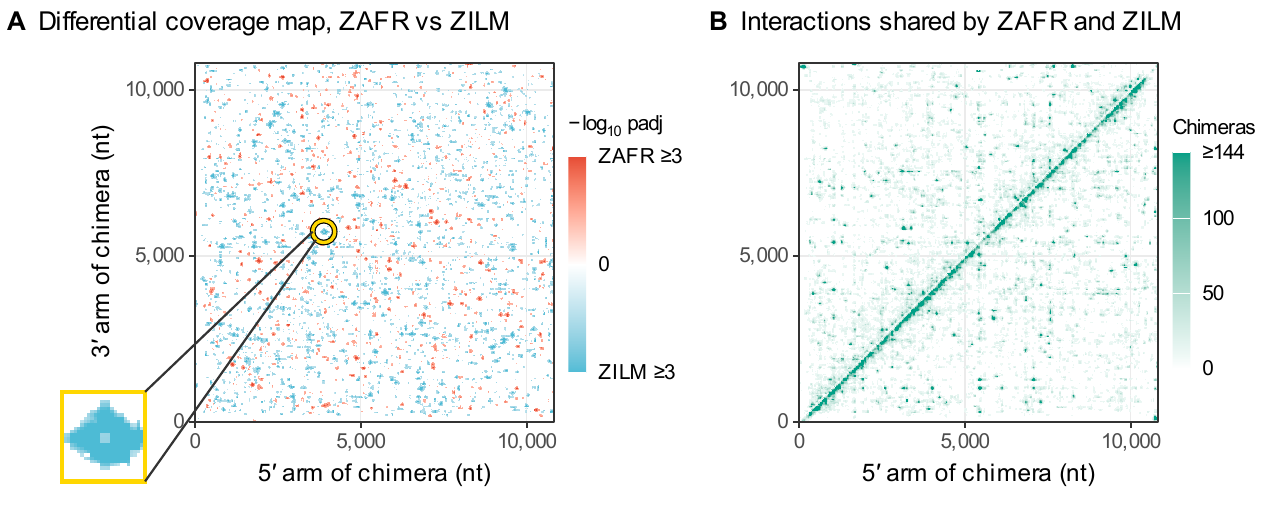 A Differential coverage map, ZAFR vs ZILM
10,000
5,000
0
0
5,000
10,000
3′ arm of chimera (nt)
5′ arm of chimera (nt)
−log10 padj
ZAFR ≥3
0
ZILM ≥3
B Interactions shared by ZAFR and ZILM
10,000
5,000
0
0
5,000
10,000
5′ arm of chimera (nt)
Chimeras
≥144
100
50
0